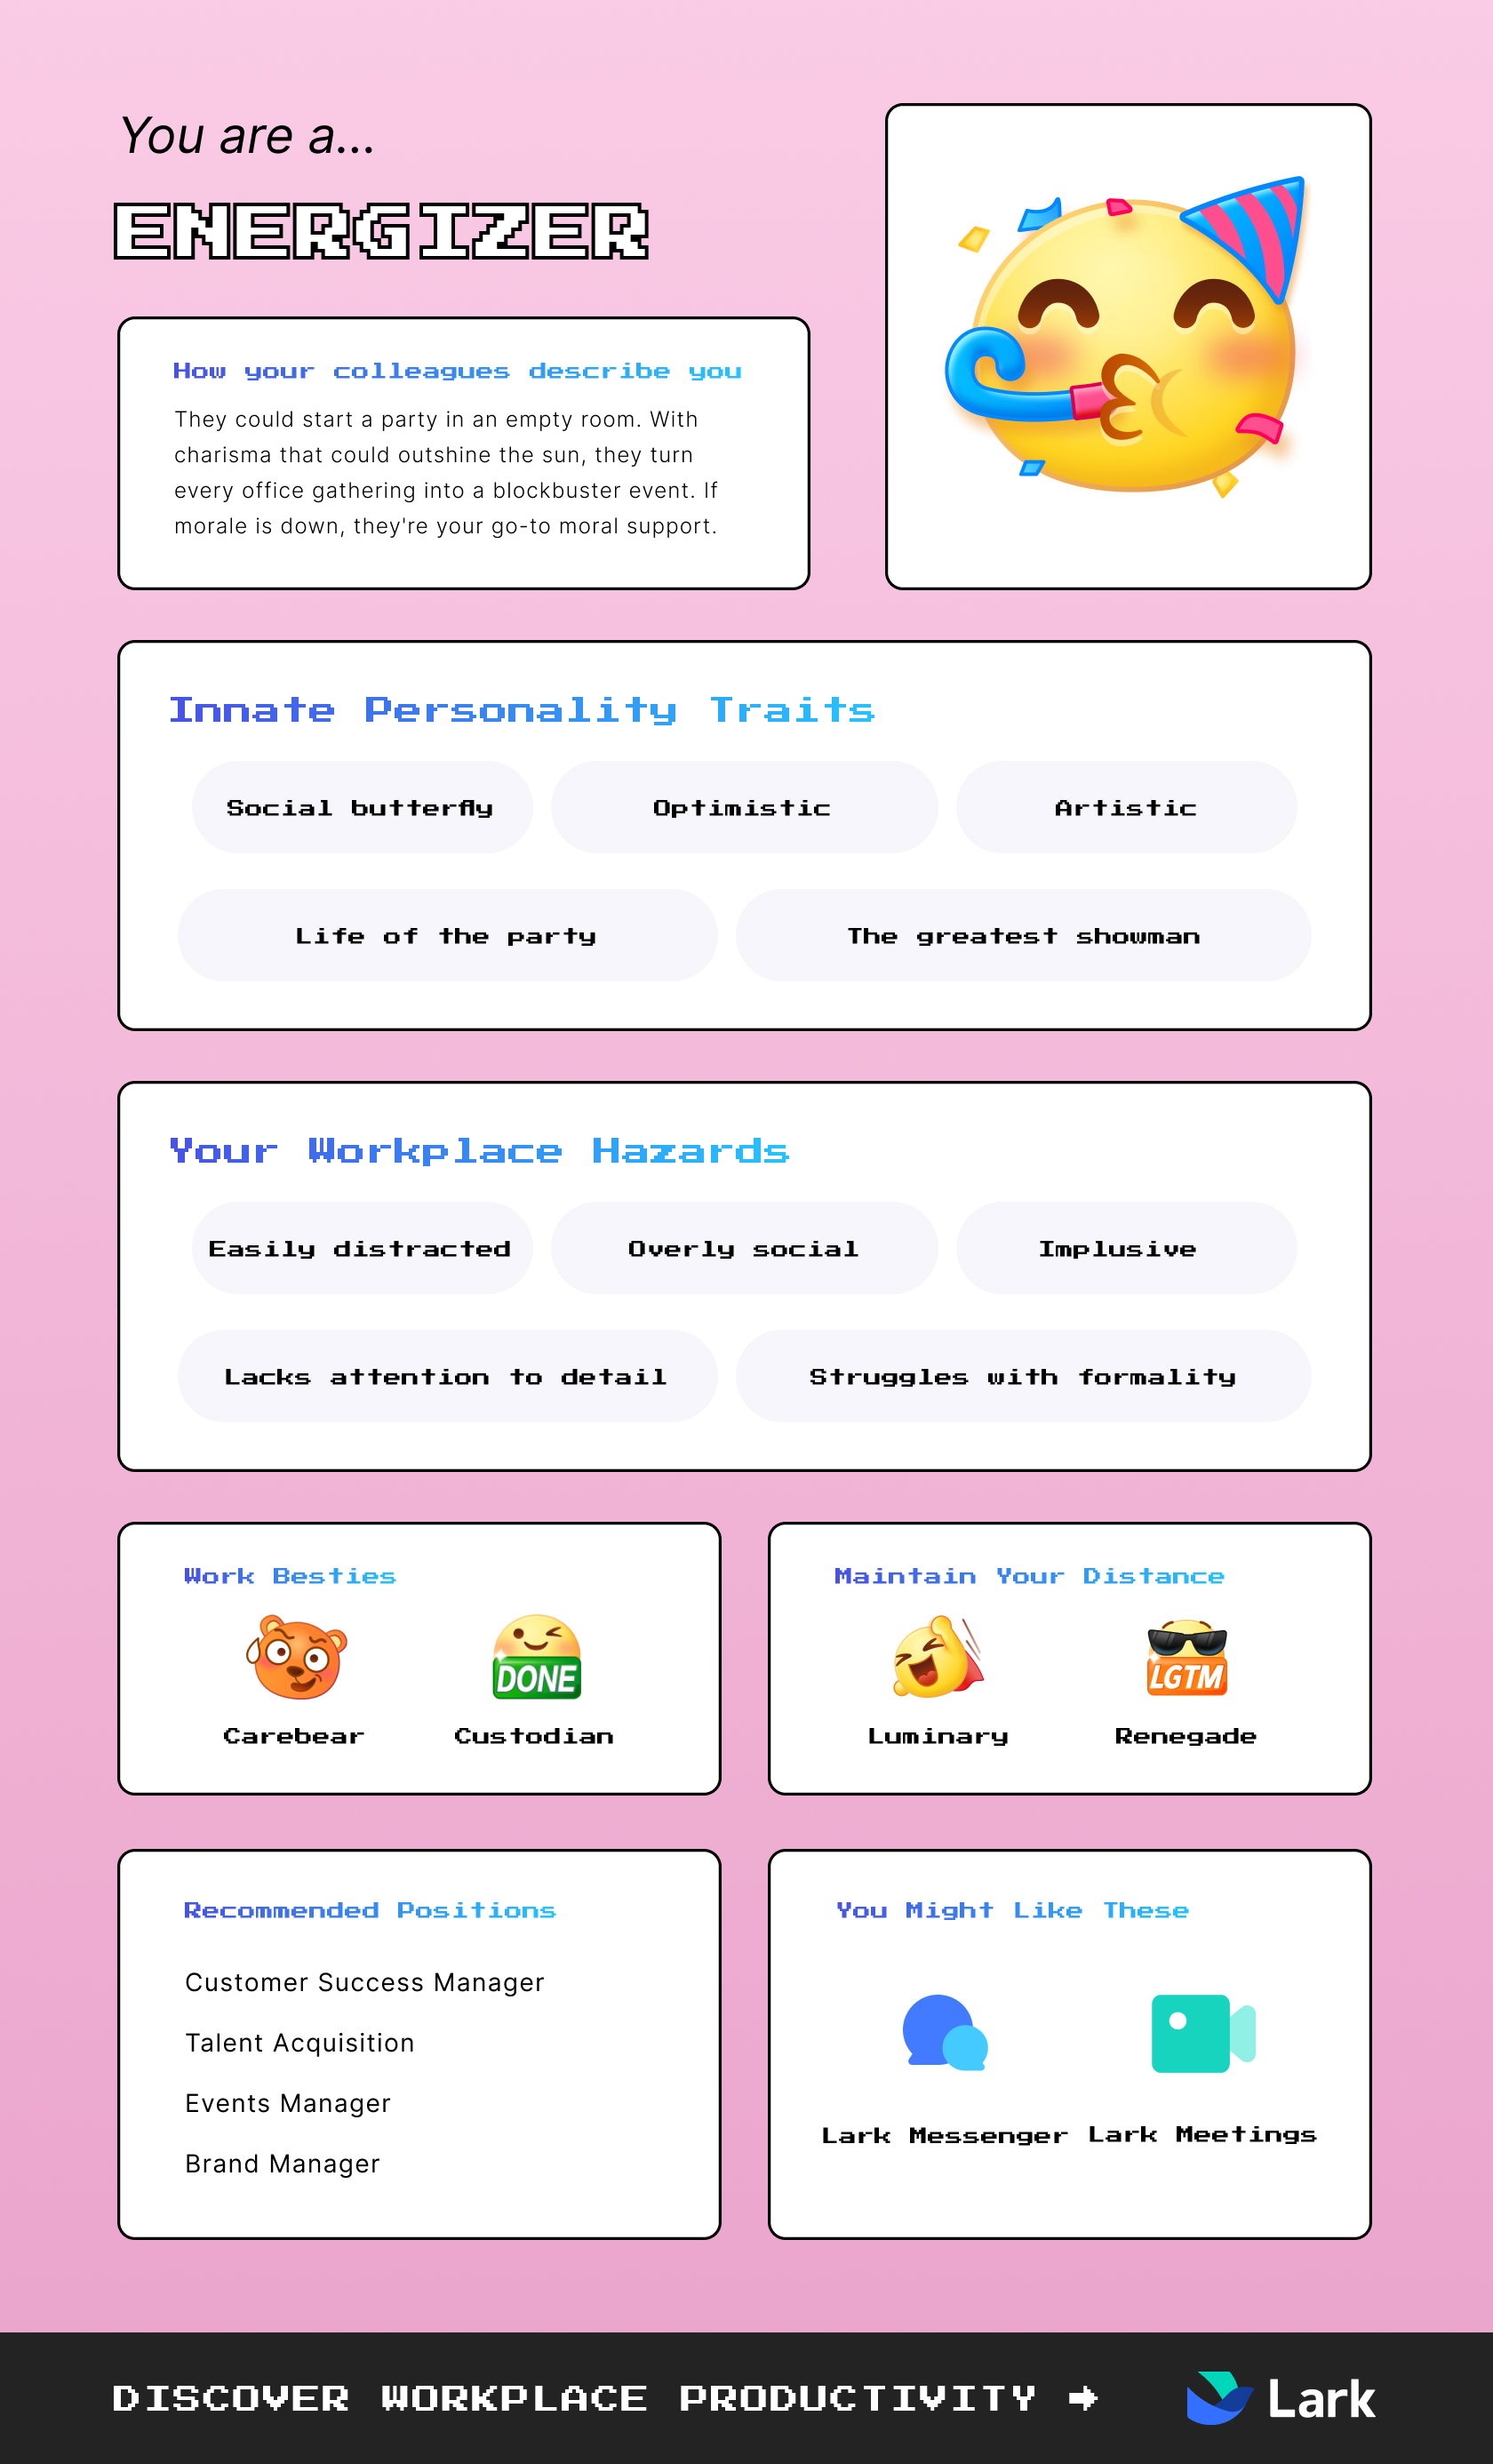 You are a...
ENERGIZER
How your colleagues describe you
They could start a party in an empty room. With
charisma that could outshine the sun, they turn
every office gathering into a blockbuster event. If
morale is down, they're your go-to moral support.
Innate Personality Traits
Social butterfly
Optimistic
Artistic
Life of the party
The greatest showman
Your Workplace Hazards
Easily distracted
Overly social
Implusive
Lacks attention to detail
Struggles with formality
Work Besties
DONE
Carebear
Custodian
Maintain Your Distance
LGTM
Luminary
Renegade
Recommended Positions
Customer Success Manager
Talent Acquisition
Events Manager
Brand Manager
You Might Like These
Lark Messenger
Lark Meetings
DISCOVER WORKPLACE PRODUCTIVITY →
Lark